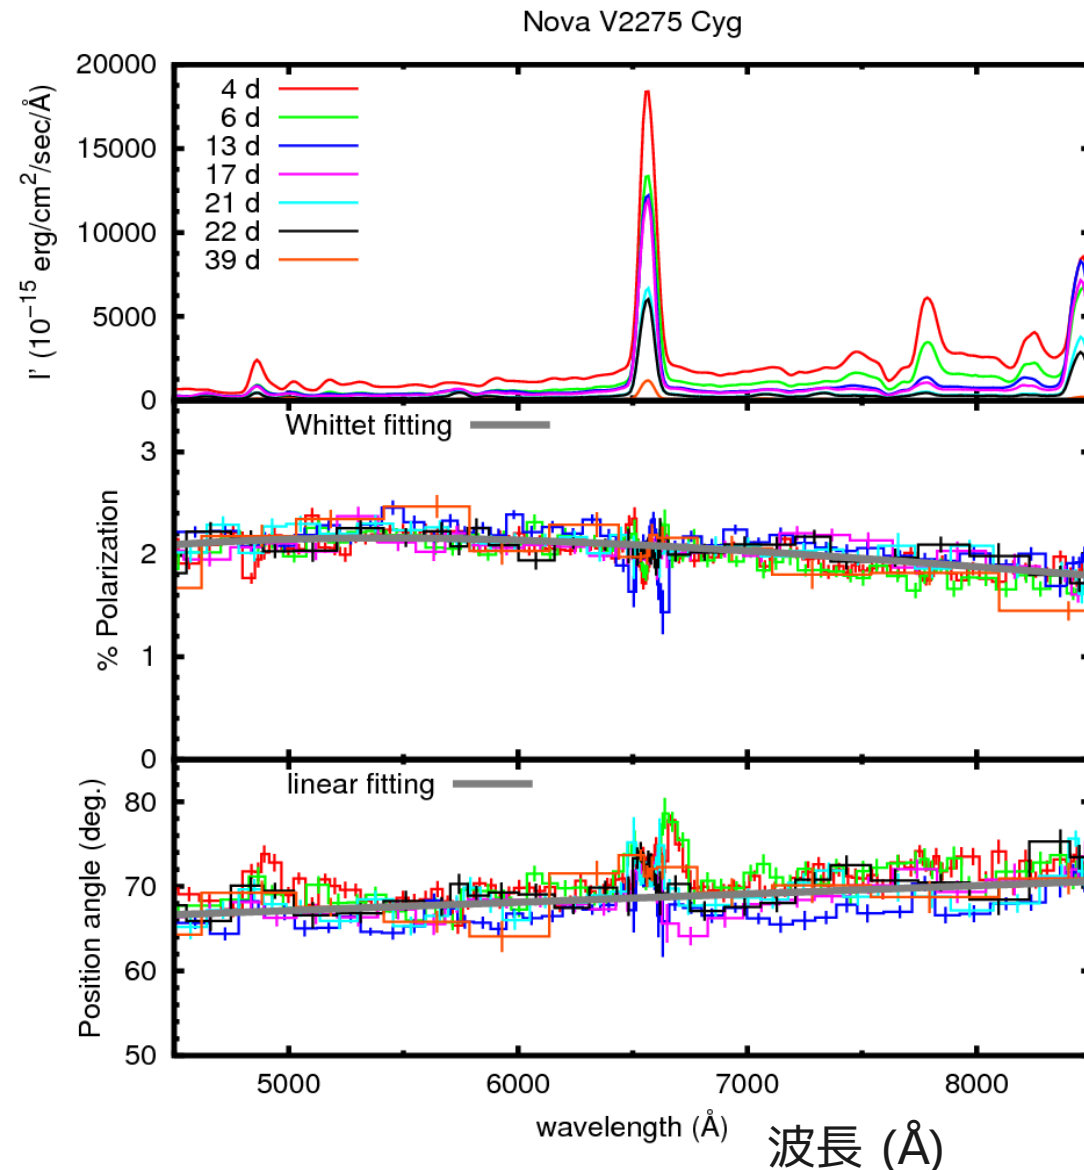 Nova V2275 Cyg
I' (10⁻¹⁵ erg/cm²/sec/Å)
20000
15000
10000
5000
0
4 d
6 d
13 d
17 d
21 d
22 d
39 d
% Polarization
Whittet fitting
3
2
1
0
Position angle (deg.)
linear fitting
80
70
60
50
5000 6000 7000 8000
wavelength (Å)
波長 (Å)